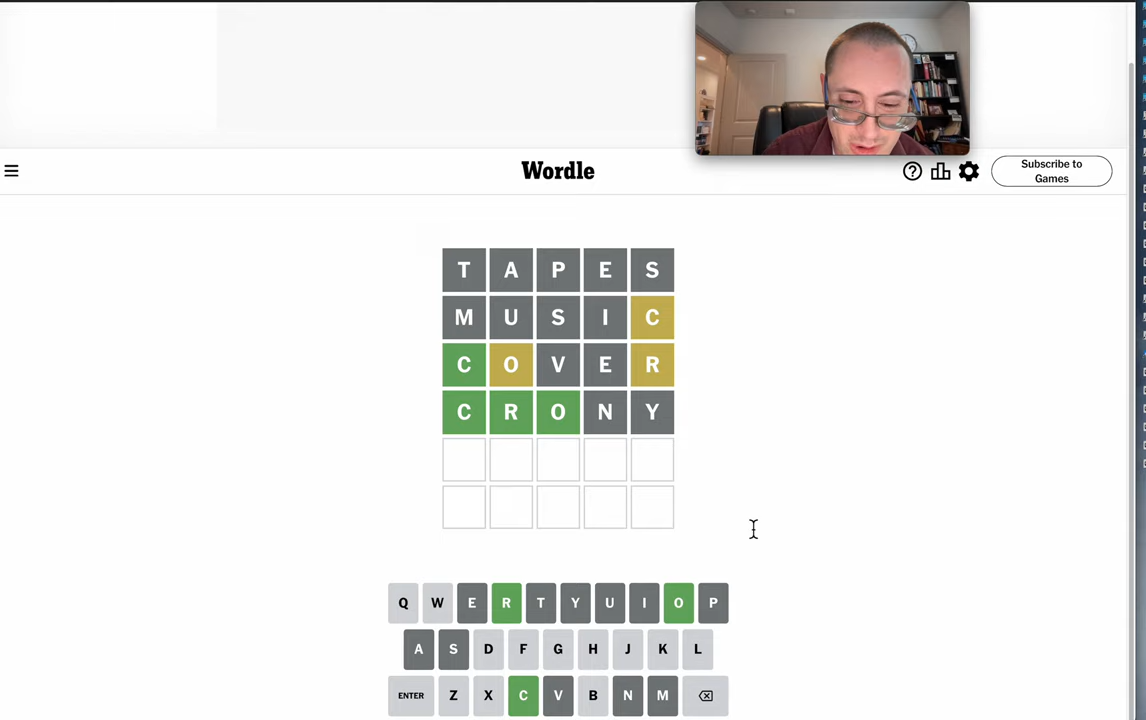 Wordle
Subscribe to
Games
T A P E S
M U S I C
C O V E R
C R O N Y
Q W E R T Y U I O P
A S D F G H J K L
ENTER Z X C V B N M